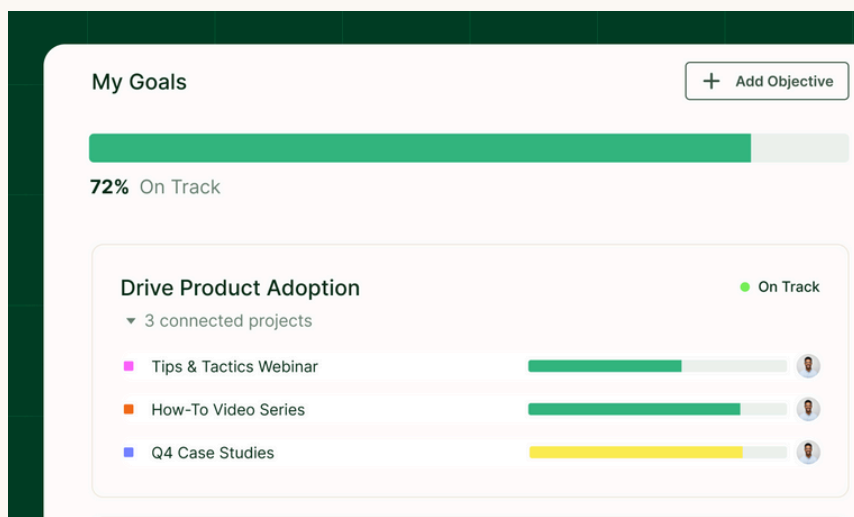 My Goals
Add Objective
72% On Track
Drive Product Adoption
On Track
3 connected projects
Tips & Tactics Webinar
How-To Video Series
Q4 Case Studies